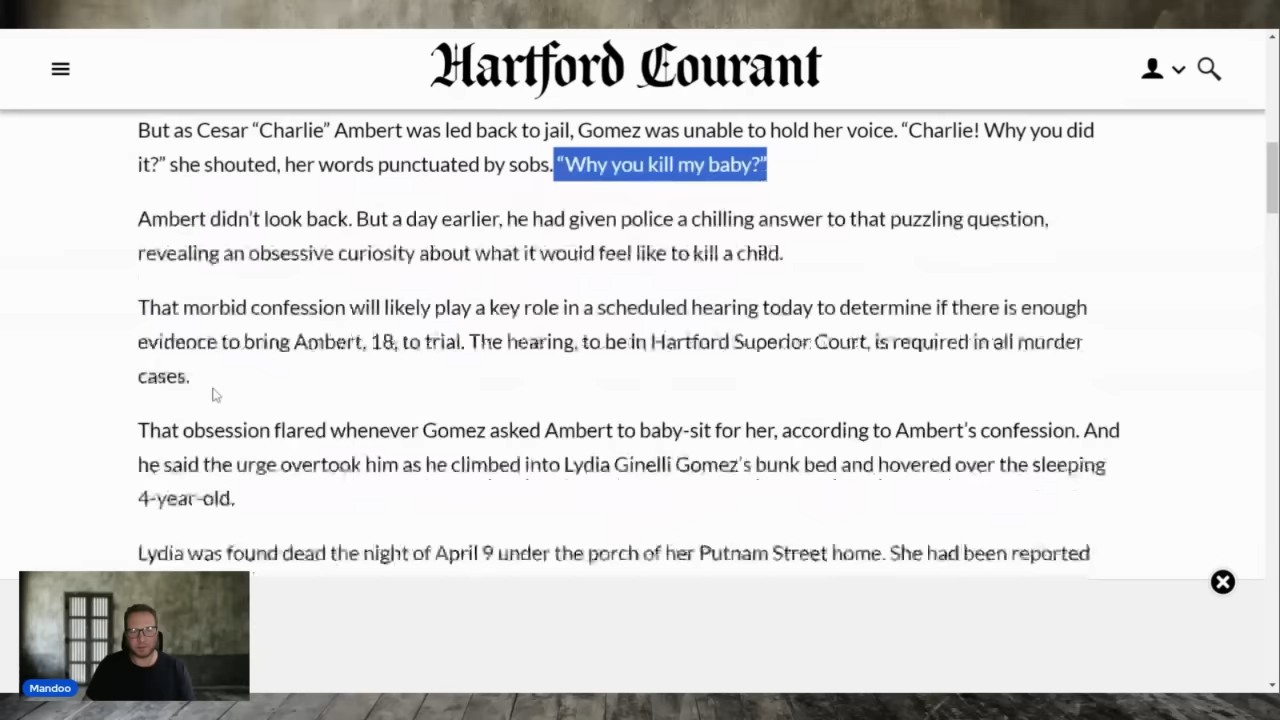 Hartford Courant
But as Cesar “Charlie” Ambert was led back to jail, Gomez was unable to hold her voice. “Charlie! Why you did
it?” she shouted, her words punctuated by sobs. “Why you kill my baby?”
Ambert didn’t look back. But a day earlier, he had given police a chilling answer to that puzzling question,
revealing an obsessive curiosity about what it would feel like to kill a child.
That morbid confession will likely play a key role in a scheduled hearing today to determine if there is enough
evidence to bring Ambert, 18, to trial. The hearing, to be in Hartford Superior Court, is required in all murder
cases.
That obsession flared whenever Gomez asked Ambert to baby-sit for her, according to Ambert’s confession. And
he said the urge overtook him as he climbed into Lydia Ginelli Gomez’s bunk bed and hovered over the sleeping
4-year-old.
Lydia was found dead the night of April 9 under the porch of her Putnam Street home. She had been reported
Mandoo